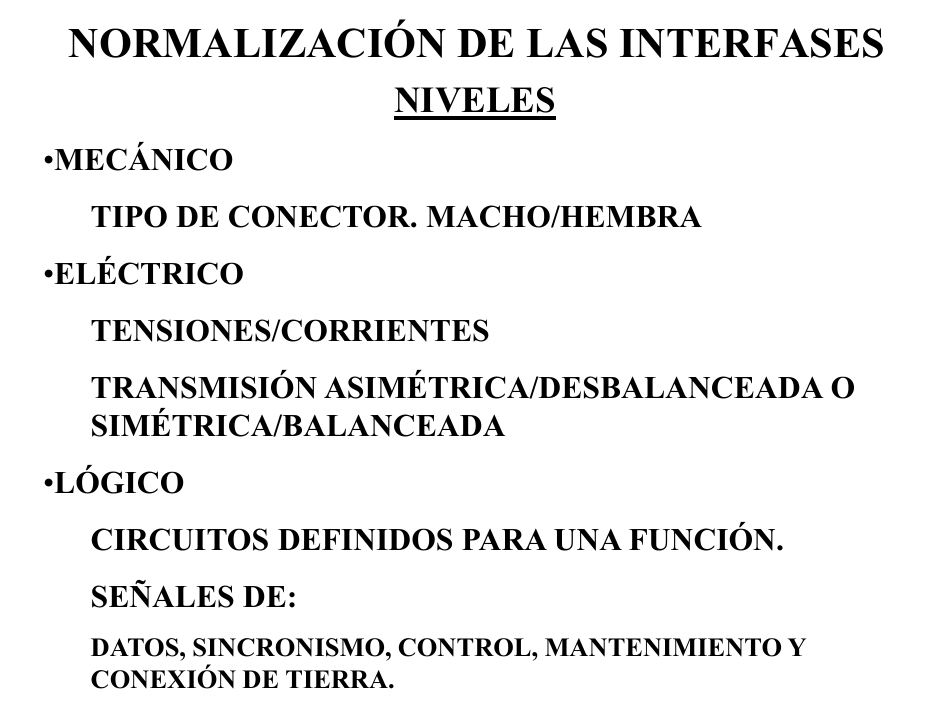 NORMALIZACIÓN DE LAS INTERFASES
NIVELES
•MECÁNICO
TIPO DE CONECTOR. MACHO/HEMBRA
•ELÉCTRICO
TENSIONES/CORRIENTES
TRANSMISIÓN ASIMÉTRICA/DESBALANCEADA O
SIMÉTRICA/BALANCEADA
•LÓGICO
CIRCUITOS DEFINIDOS PARA UNA FUNCIÓN.
SEÑALES DE:
DATOS, SINCRONISMO, CONTROL, MANTENIMIENTO Y
CONEXIÓN DE TIERRA.